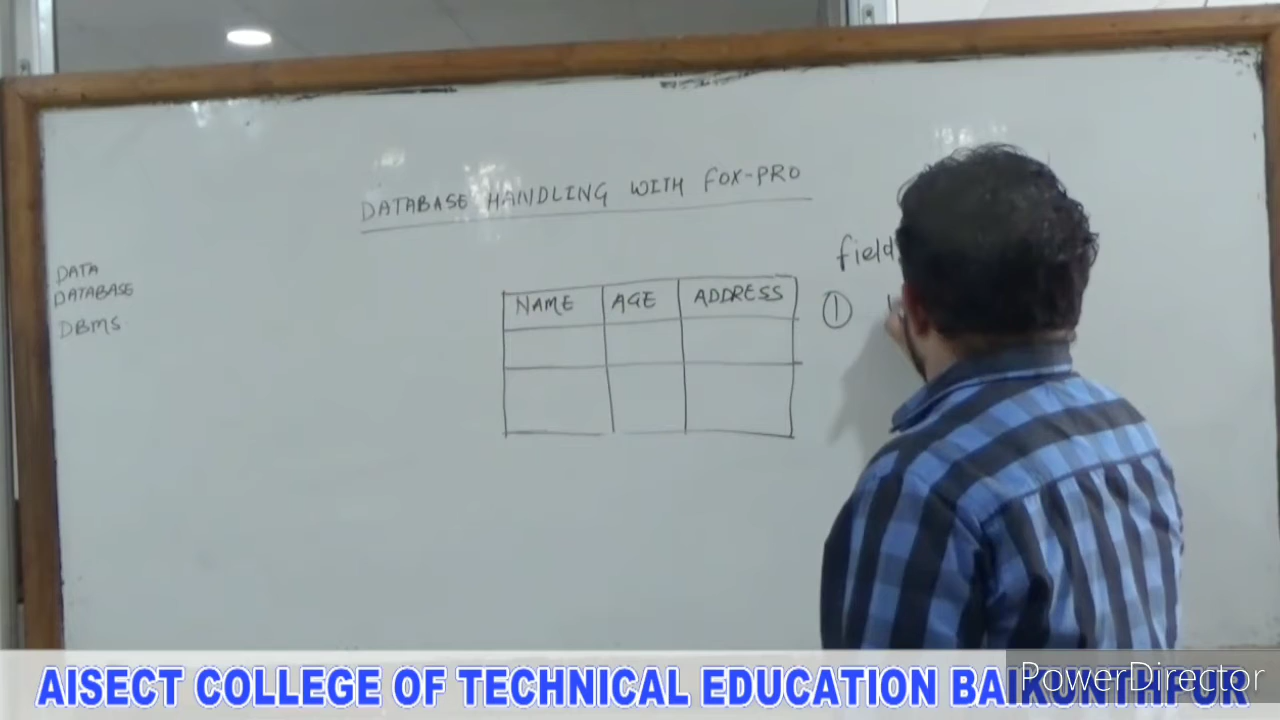 DATABASE HANDLING WITH FOX-PRO
DATA
DATABASE
DBMS
NAME AGE ADDRESS
field
①
AISECT COLLEGE OF TECHNICAL EDUCATION BAIKUNTHPUR
PowerDirector